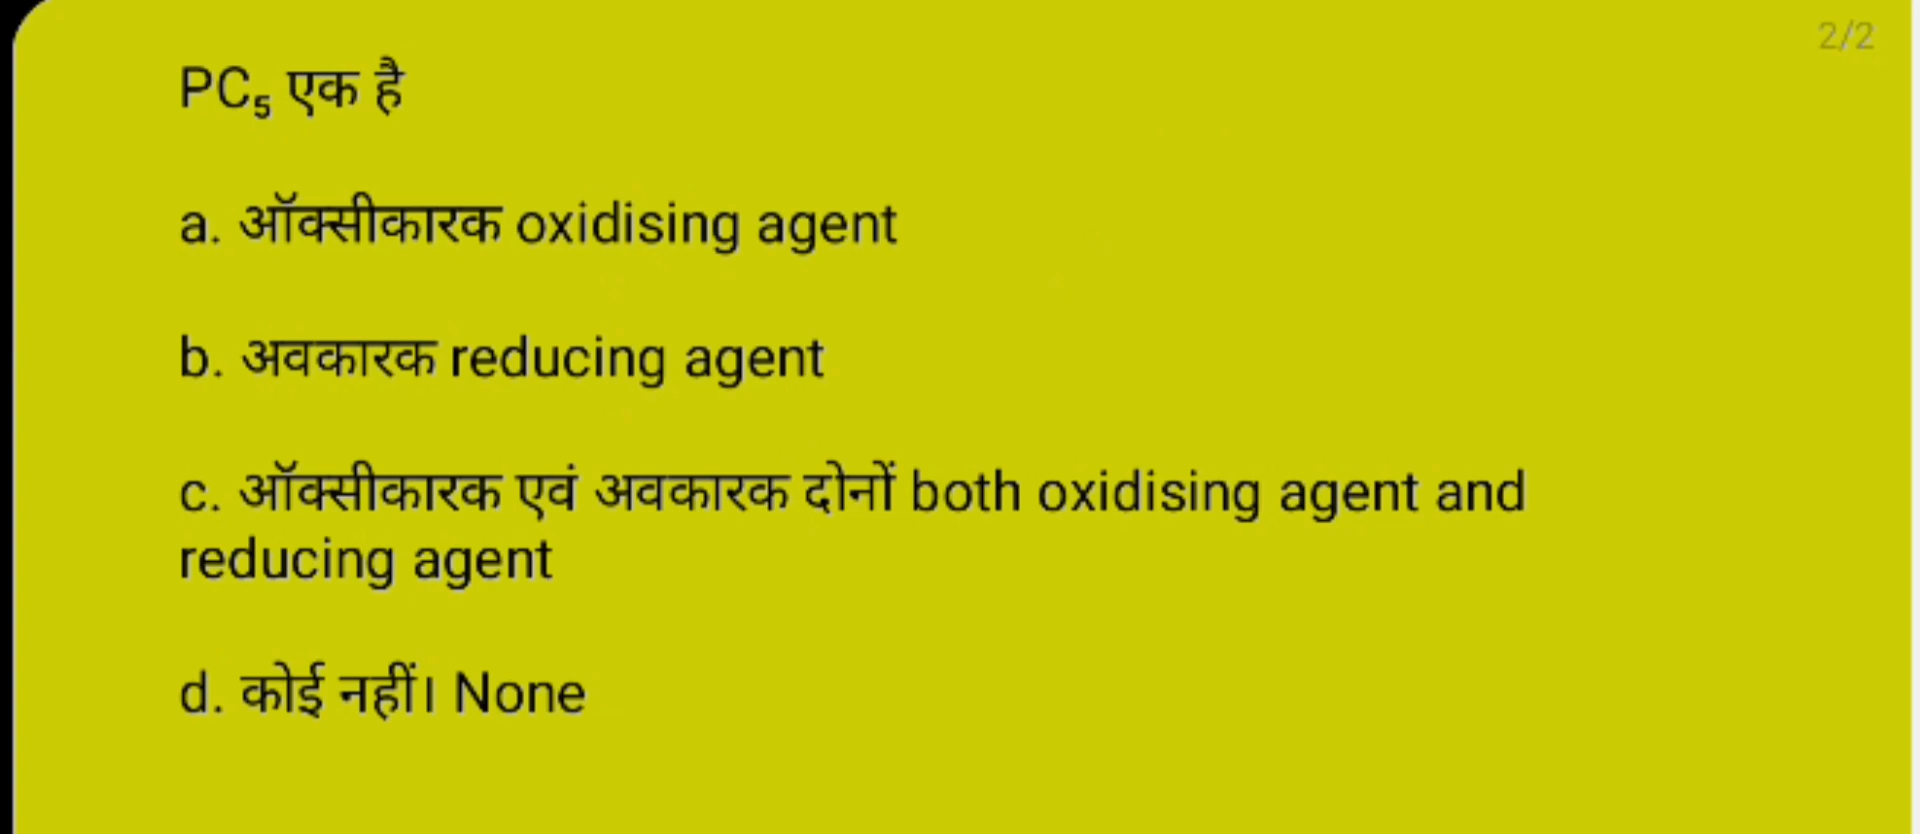 2/2
PC₅ एक है
a. ऑक्सीकारक oxidising agent
b. अवकारक reducing agent
c. ऑक्सीकारक एवं अवकारक दोनों both oxidising agent and
reducing agent
d. कोई नहीं। None